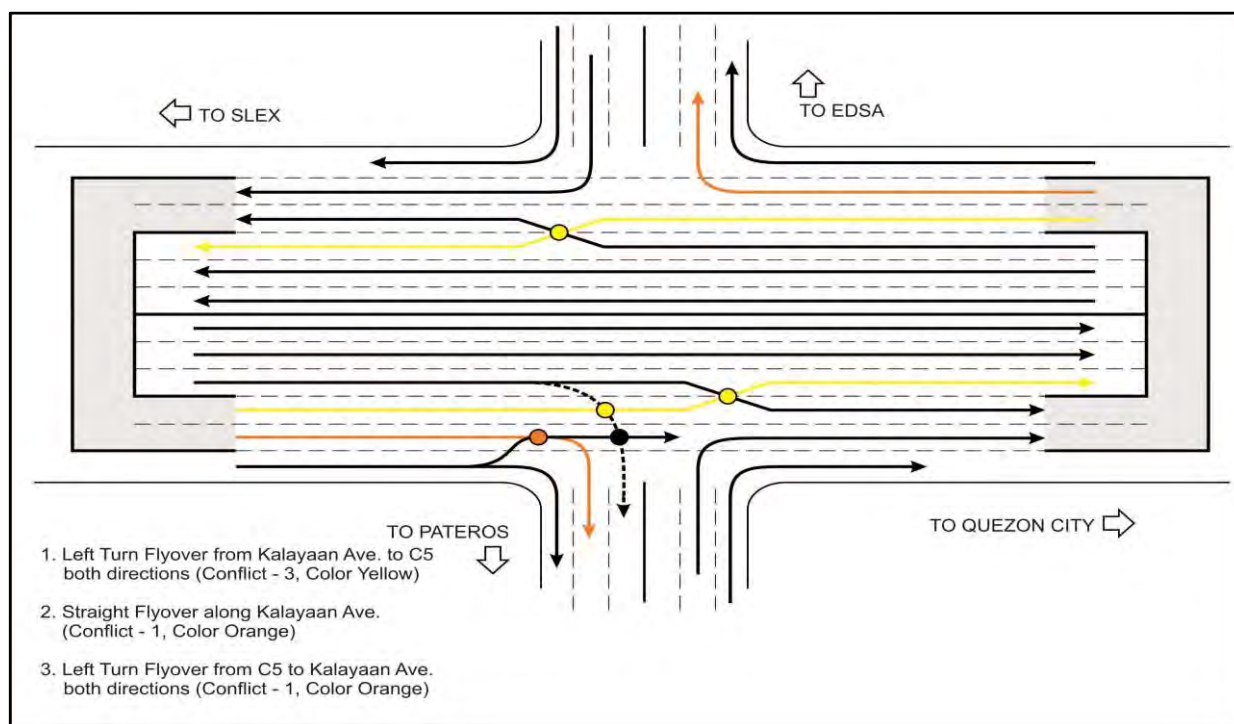 TO SLEX
TO EDSA
TO PATEROS
TO QUEZON CITY
1. Left Turn Flyover from Kalayaan Ave. to C5
both directions (Conflict - 3, Color Yellow)
2. Straight Flyover along Kalayaan Ave.
(Conflict - 1, Color Orange)
3. Left Turn Flyover from C5 to Kalayaan Ave.
both directions (Conflict - 1, Color Orange)